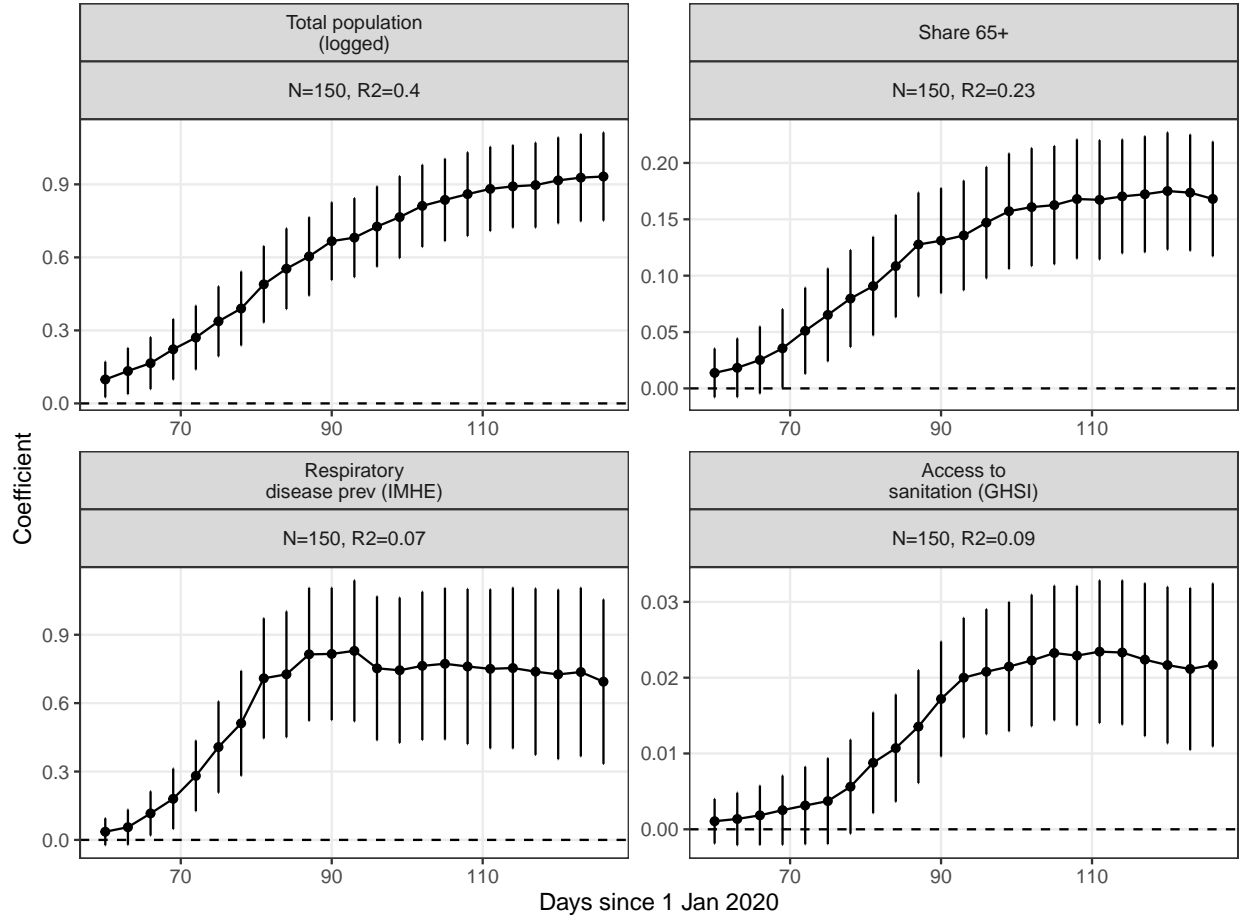 Total population
(logged)
N=150, R2=0.4
Share 65+
N=150, R2=0.23
0.9
0.6
0.3
0.0
70
90
110
0.20
0.15
0.10
0.05
0.00
70
90
110
Coefficient
Respiratory
disease prev (IMHE)
N=150, R2=0.07
Access to
sanitation (GHSI)
N=150, R2=0.09
0.9
0.6
0.3
0.0
70
90
110
0.03
0.02
0.01
0.00
70
90
110
Days since 1 Jan 2020